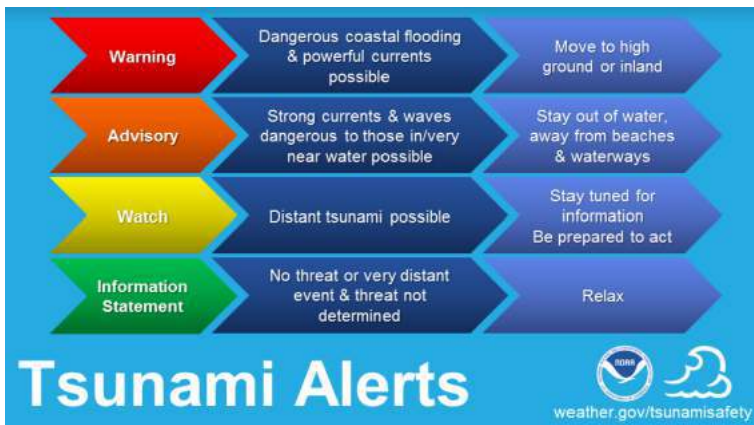 Warning
Dangerous coastal flooding
& powerful currents
possible
Move to high
ground or inland
Advisory
Strong currents & waves
dangerous to those in/very
near water possible
Stay out of water,
away from beaches
& waterways
Watch
Distant tsunami possible
Stay tuned for
information
Be prepared to act
Information
Statement
No threat or very distant
event & threat not
determined
Relax
Tsunami Alerts
NOAA
weather.gov/tsunamisafety